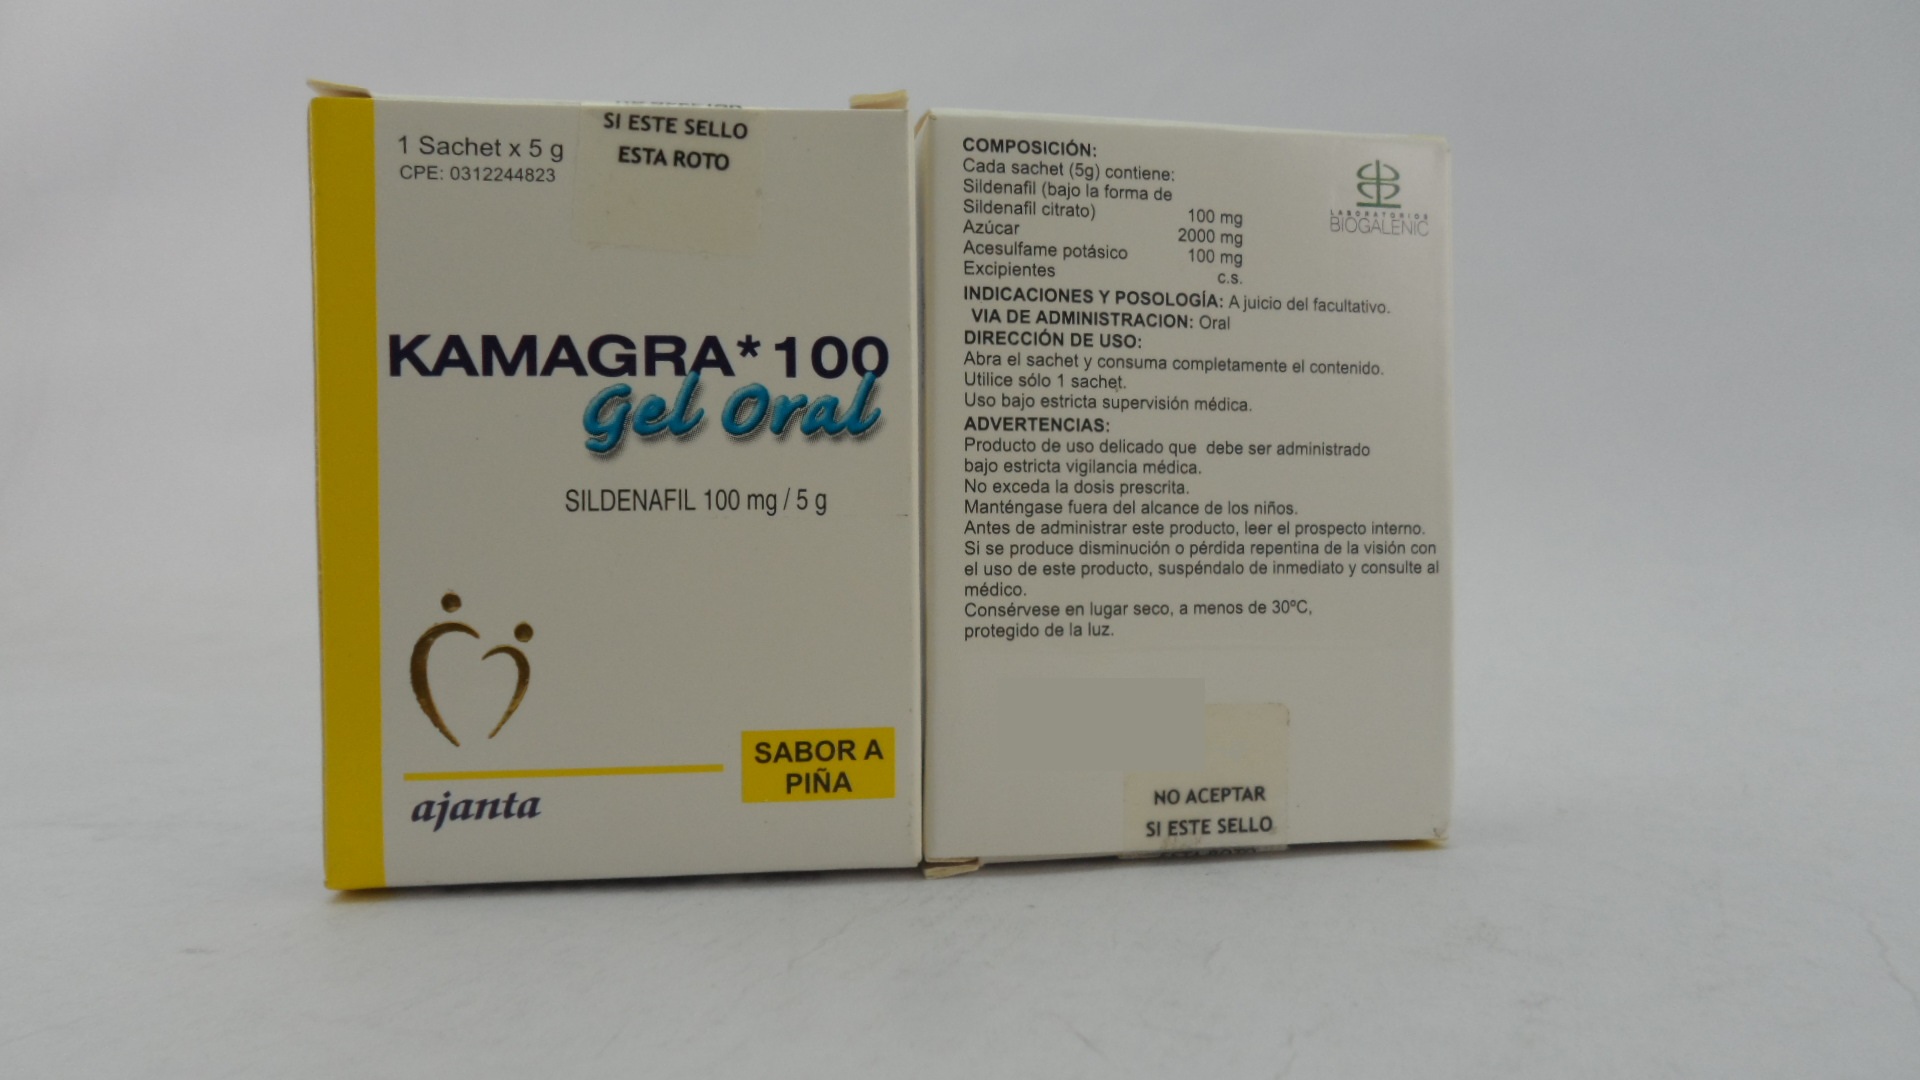 SI ESTE SELLO
ESTA ROTO
1 Sachet x 5 g
CPE: 0312244823
KAMAGRA*100
Gel Oral
SILDENAFIL 100 mg / 5 g
SABOR A
PIÑA
ajanta
COMPOSICIÓN:
Cada sachet (5g) contiene:
Sildenafil (bajo la forma de
Sildenafil citrato) 100 mg
Azúcar 2000 mg
Acesulfame potásico 100 mg
Excipientes c.s.
LABORATORIOS
BIOGALENIC
INDICACIONES Y POSOLOGÍA: A juicio del facultativo.
VIA DE ADMINISTRACION: Oral
DIRECCIÓN DE USO:
Abra el sachet y consuma completamente el contenido.
Utilice sólo 1 sachet.
Uso bajo estricta supervisión médica.
ADVERTENCIAS:
Producto de uso delicado que debe ser administrado
bajo estricta vigilancia médica.
No exceda la dosis prescrita.
Manténgase fuera del alcance de los niños.
Antes de administrar este producto, leer el prospecto interno.
Si se produce disminución o pérdida repentina de la visión con
el uso de este producto, suspéndalo de inmediato y consulte al
médico.
Consérvese en lugar seco, a menos de 30ºC,
protegido de la luz.
NO ACEPTAR
SI ESTE SELLO